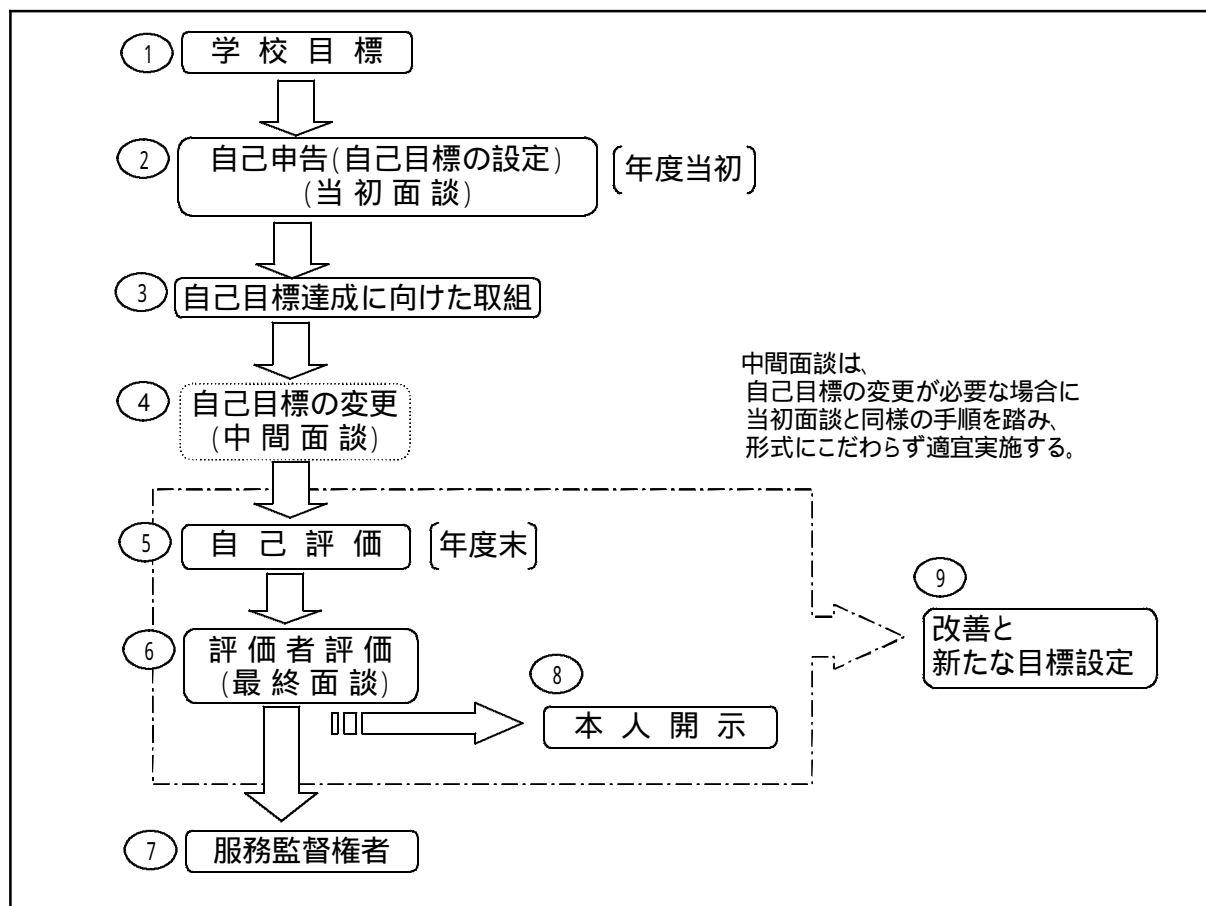 1 学校目標
2 自己申告(自己目標の設定)
(当初面談)
〔年度当初〕
3 自己目標達成に向けた取組
4 自己目標の変更
(中間面談)
中間面談は、
自己目標の変更が必要な場合に
当初面談と同様の手順を踏み、
形式にこだわらず適宜実施する。
5 自己評価 〔年度末〕
6 評価者評価
(最終面談)
8
本人開示
9
改善と
新たな目標設定
7 服務監督権者